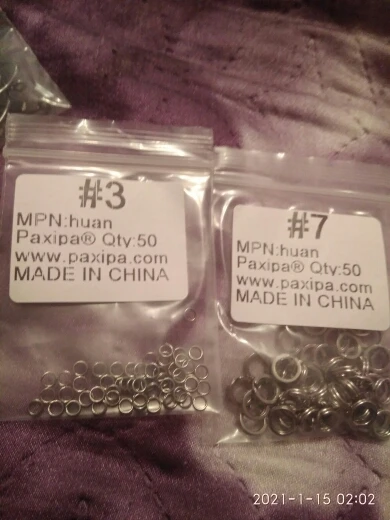 #3
MPN:huan
Paxipa® Qty:50
www.paxipa.com
MADE IN CHINA
#7
MPN:huan
Paxipa® Qty:50
www.paxipa.com
MADE IN CHINA
2021-1-15 02:02